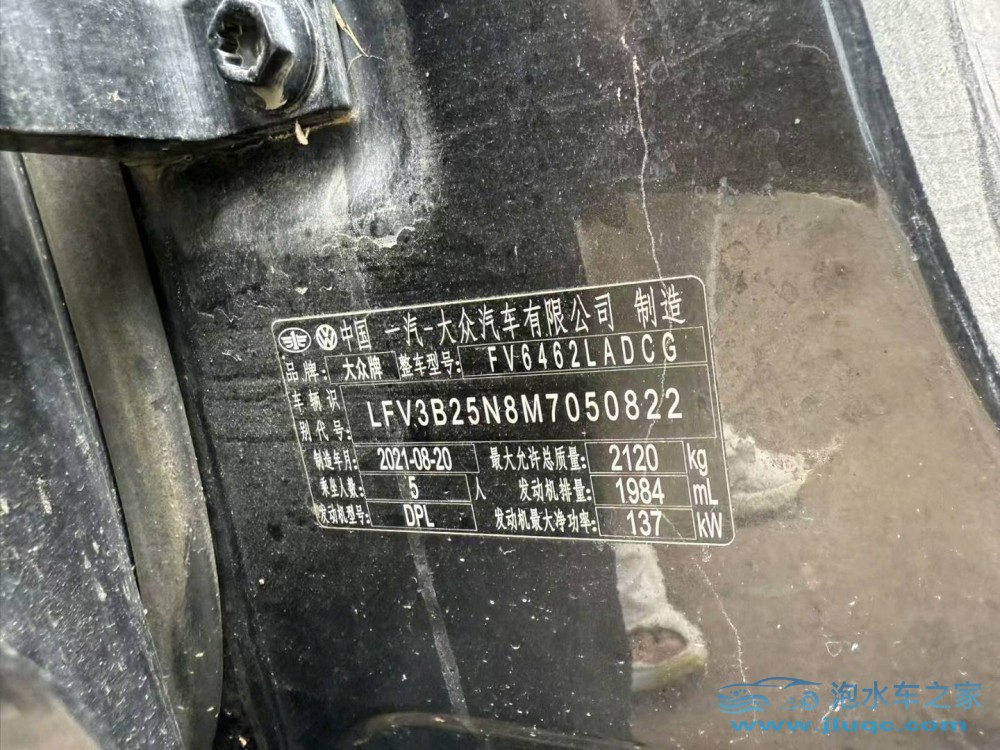 中国 一汽-大众汽车有限公司 制造
品牌: 大众牌 整车型号: FV6462LADCG
车辆识别代号: LFV3B25N8M7050822
制造年月: 2021-08-20 最大允许总质量: 2120 kg
乘坐人数: 5 人 发动机排量: 1984 mL
发动机型号: DPL 发动机最大净功率: 137 kW
泡水车之家
www.jluqc.com